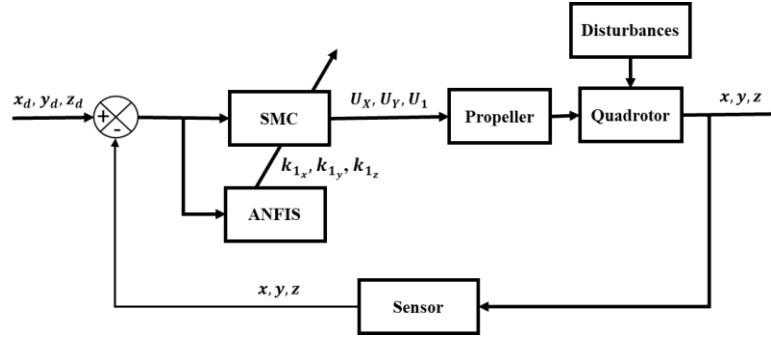 Disturbances
x_d, y_d, z_d
+
-
SMC
U_X, U_Y, U_1
Propeller
Quadrotor
x, y, z
k_{1_x}, k_{1_y}, k_{1_z}
ANFIS
x, y, z
Sensor